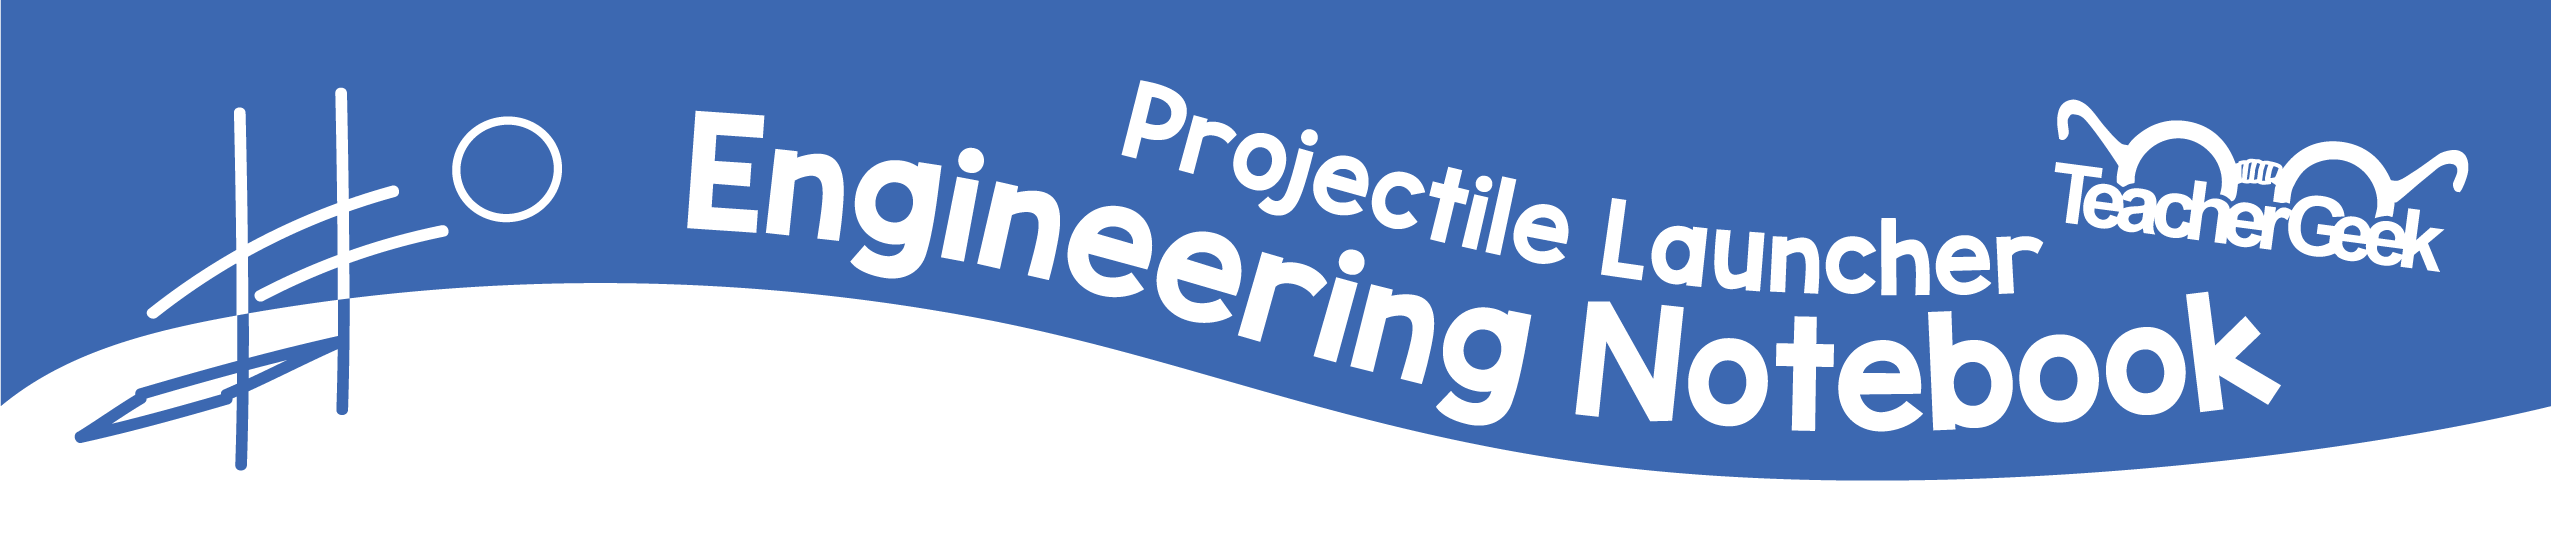 Projectile Launcher
Engineering Notebook
TeacherGeek